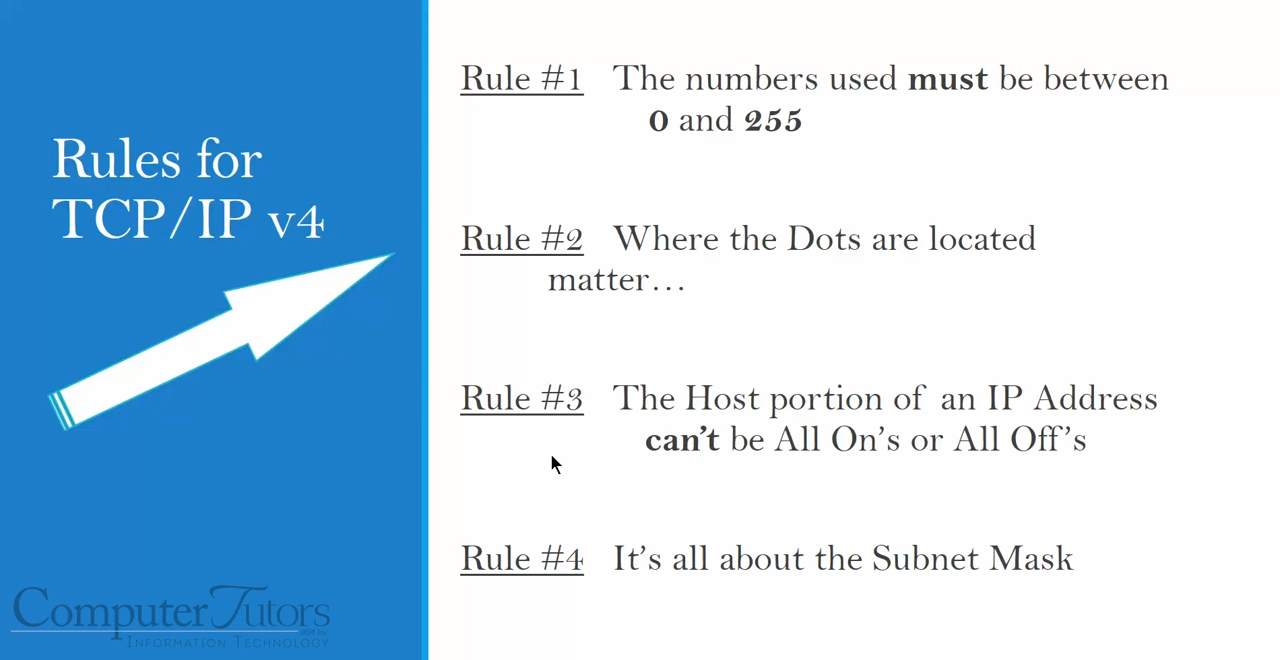 Rules for
TCP/IP v4
Rule #1 The numbers used must be between
0 and 255
Rule #2 Where the Dots are located
matter…
Rule #3 The Host portion of an IP Address
can't be All On's or All Off's
Rule #4 It's all about the Subnet Mask
Computer Tutors
Information Technology